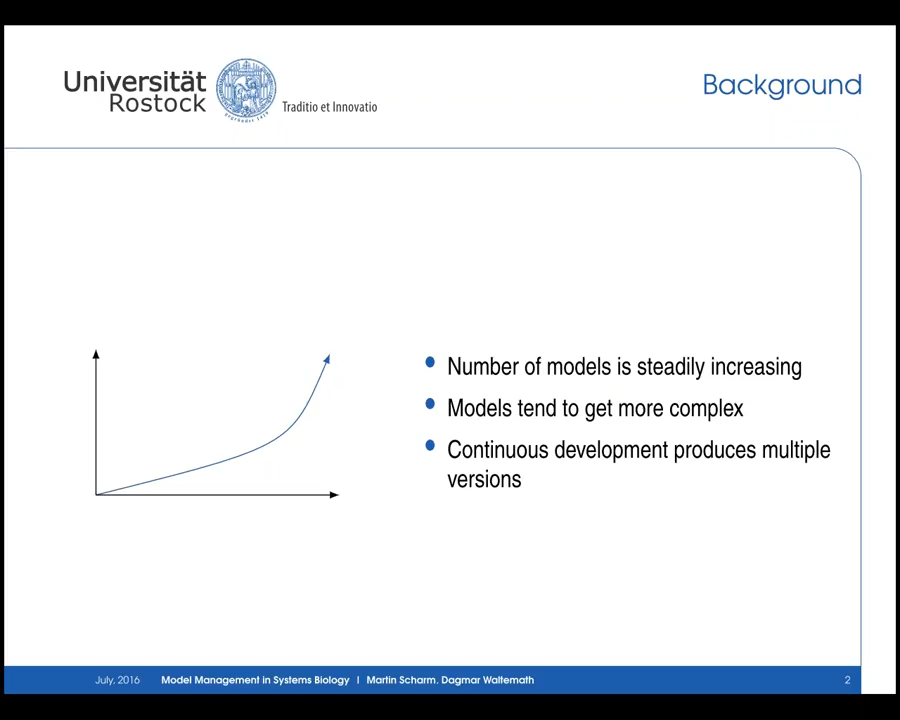 Universität
Rostock
Traditio et Innovatio
Background
Number of models is steadily increasing
Models tend to get more complex
Continuous development produces multiple
versions
July, 2016 Model Management in Systems Biology | Martin Scharm, Dagmar Waltemath 2